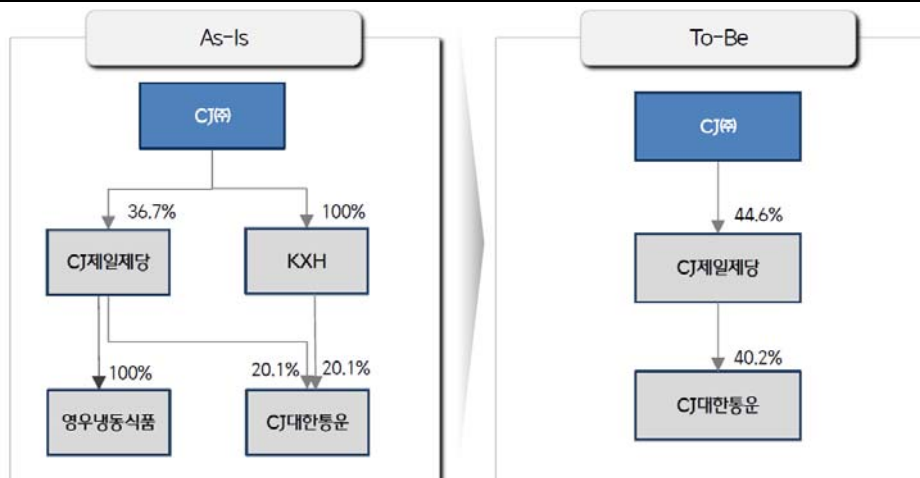 As-Is
To-Be
CJ㈜
CJ㈜
36.7%
100%
44.6%
CJ제일제당
KXH
CJ제일제당
100%
20.1%
20.1%
40.2%
영우냉동식품
CJ대한통운
CJ대한통운